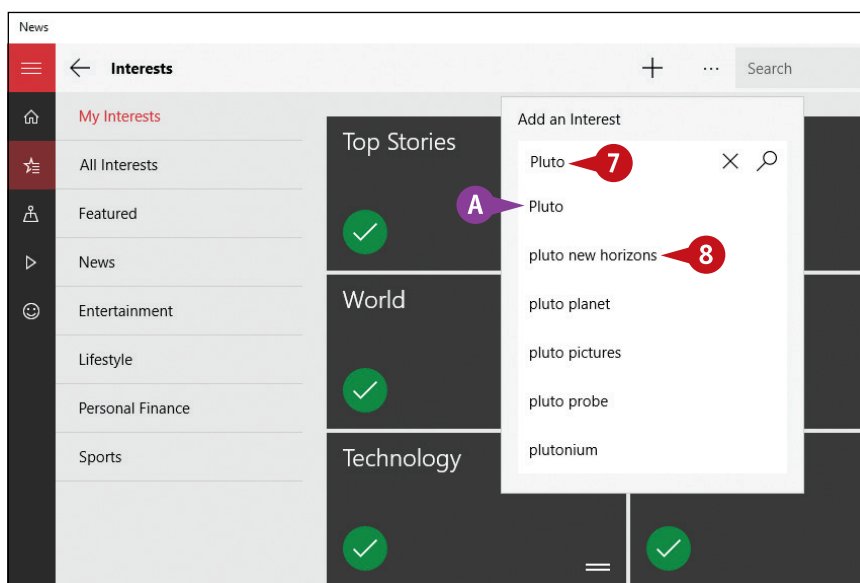 News
Interests
Search
My Interests
All Interests
Featured
News
Entertainment
Lifestyle
Personal Finance
Sports
Top Stories
World
Technology
Add an Interest
Pluto
7
A
Pluto
pluto new horizons
8
pluto planet
pluto pictures
pluto probe
plutonium